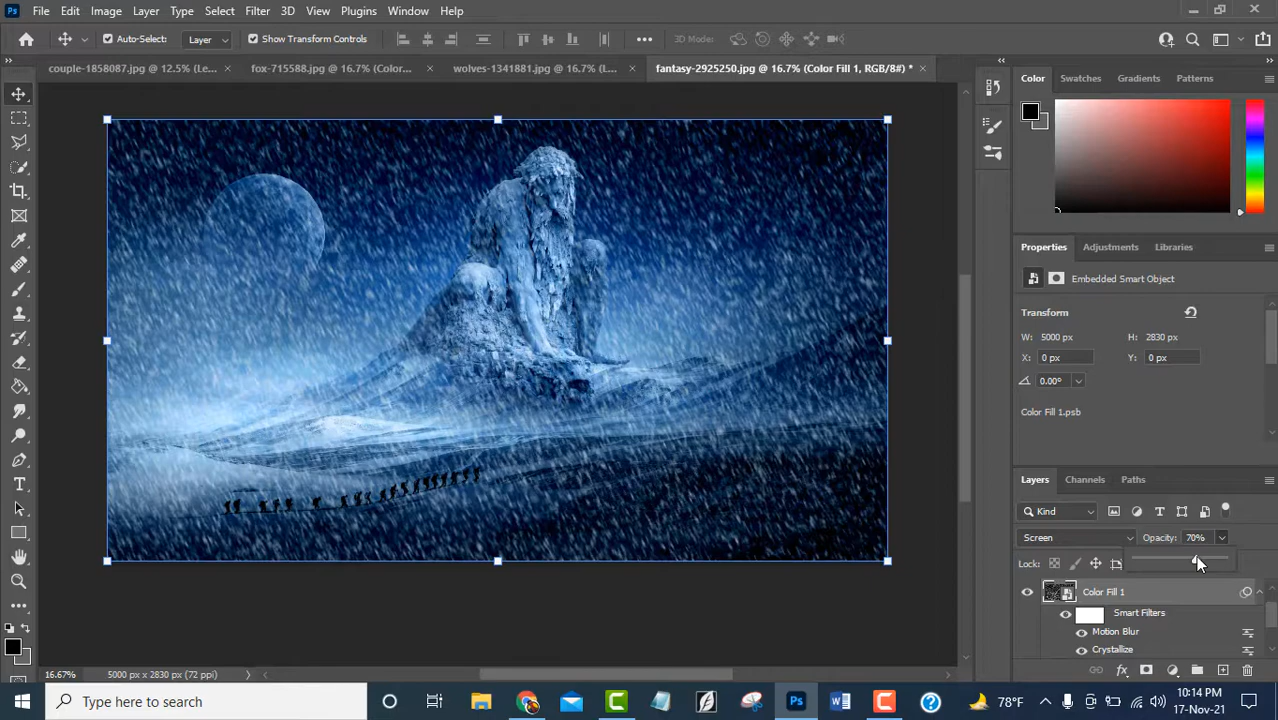 Ps File Edit Image Layer Type Select Filter 3D View Plugins Window Help
Auto-Select: Layer Show Transform Controls 3D Mode:
couple-1858087.jpg @ 12.5% (Le... × fox-715588.jpg @ 16.7% (Color... × wolves-1341881.jpg @ 16.7% (L... × fantasy-2925250.jpg @ 16.7% (Color Fill 1, RGB/8#) * ×
Color Swatches Gradients Patterns
Properties Adjustments Libraries
Embedded Smart Object
Transform
W: 5000 px H: 2830 px
X: 0 px Y: 0 px
0.00°
Color Fill 1.psb
Layers Channels Paths
Kind
Screen Opacity: 70%
Lock:
Color Fill 1
Smart Filters
Motion Blur
Crystallize
16.67% 5000 px x 2830 px (72 ppi)
Type here to search
78°F
10:14 PM
17-Nov-21